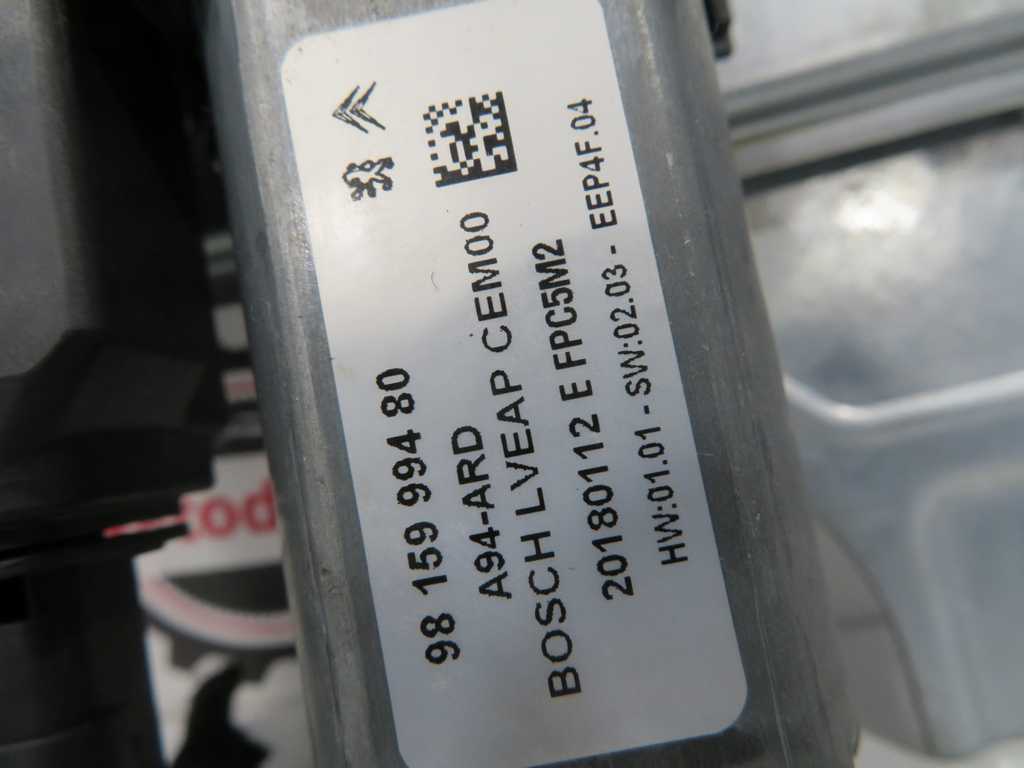 98 159 994 80
A94-ARD
BOSCH LVEAP CEM00
20180112 E FPC5M2
HW:01.01 - SW:02.03 - EEP4F.04